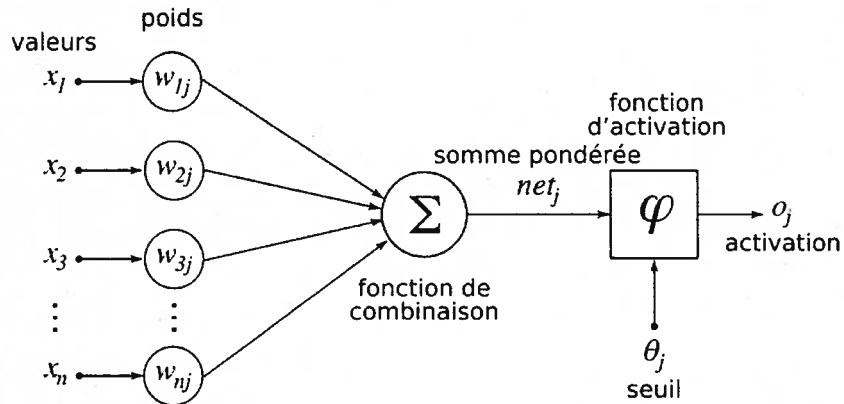 poids
valeurs
x₁
w₁ⱼ
x₂
w₂ⱼ
x₃
w₃ⱼ
⋮ ⋮
xₙ
wₙⱼ
Σ
fonction de
combinaison
somme pondérée
netⱼ
fonction
d'activation
φ
oⱼ
activation
θⱼ
seuil